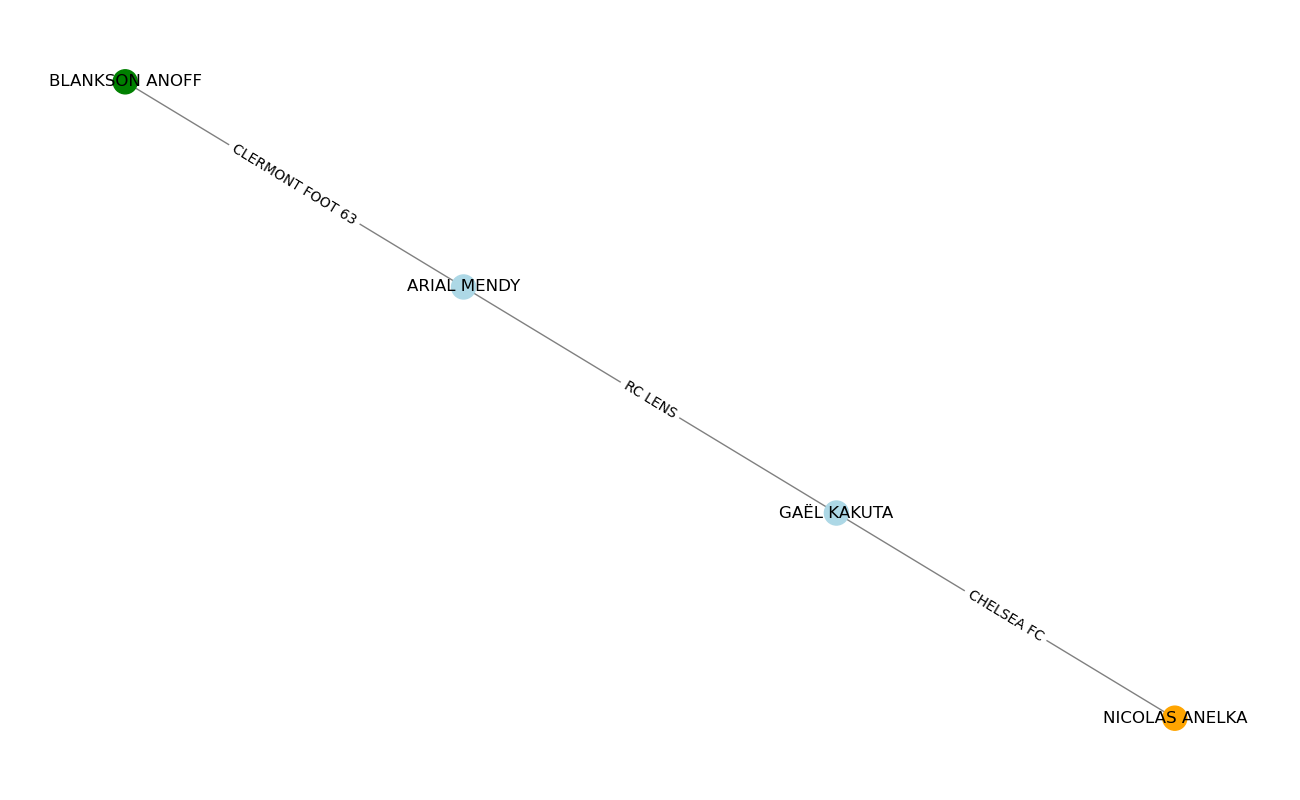 BLANKSON ANOFF
CLERMONT FOOT 63
ARIAL MENDY
RC LENS
GAËL KAKUTA
CHELSEA FC
NICOLAS ANELKA